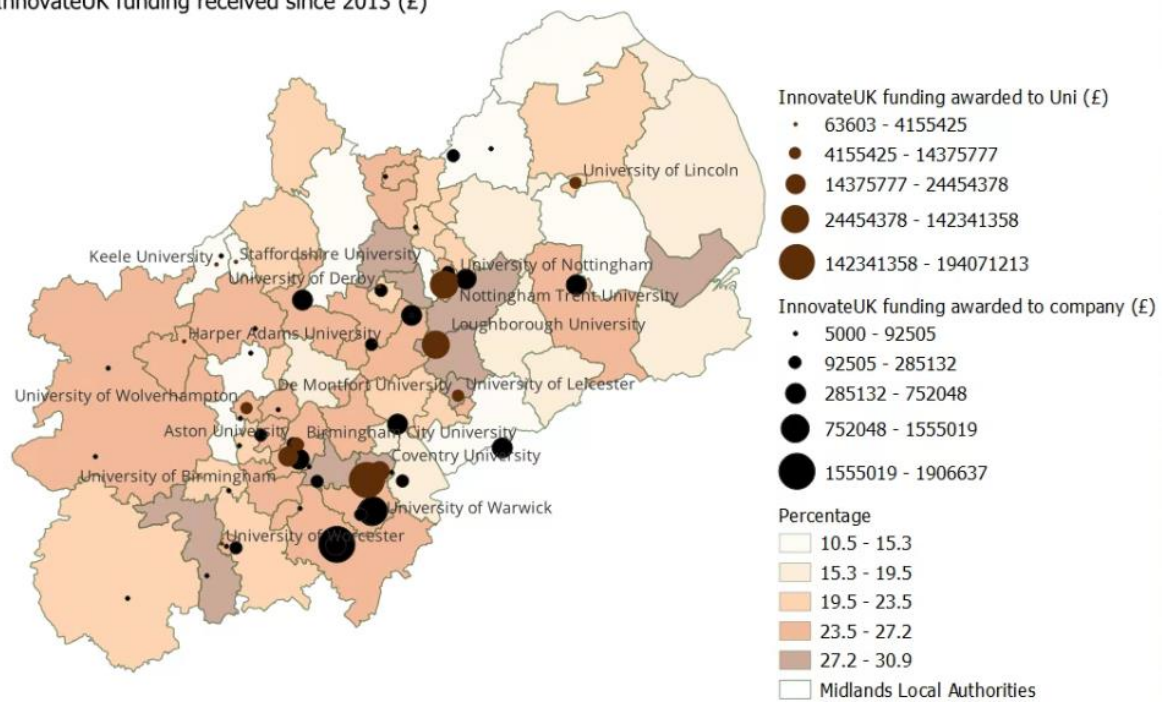 InnovateUK funding received since 2013 (£)
InnovateUK funding awarded to Uni (£)
63603 - 4155425
4155425 - 14375777
14375777 - 24454378
24454378 - 142341358
142341358 - 194071213
InnovateUK funding awarded to company (£)
5000 - 92505
92505 - 285132
285132 - 752048
752048 - 1555019
1555019 - 1906637
Percentage
10.5 - 15.3
15.3 - 19.5
19.5 - 23.5
23.5 - 27.2
27.2 - 30.9
Midlands Local Authorities
University of Lincoln
Keele University
Staffordshire University
University of Nottingham
University of Derby
Nottingham Trent University
Loughborough University
Harper Adams University
De Montfort University
University of Leicester
University of Wolverhampton
Aston University
Birmingham City University
Coventry University
University of Birmingham
University of Warwick
University of Worcester